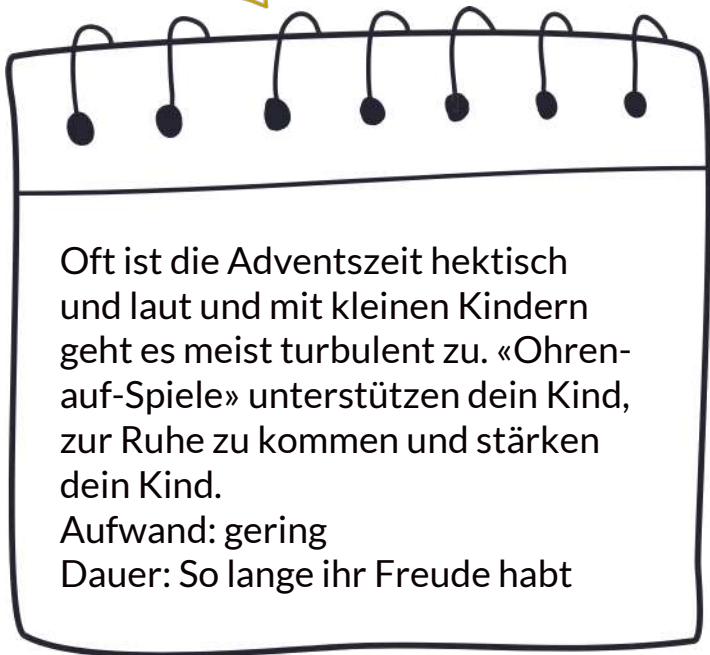 Oft ist die Adventszeit hektisch
und laut und mit kleinen Kindern
geht es meist turbulent zu. «Ohren-
auf-Spiele» unterstützen dein Kind,
zur Ruhe zu kommen und stärken
dein Kind.
Aufwand: gering
Dauer: So lange ihr Freude habt